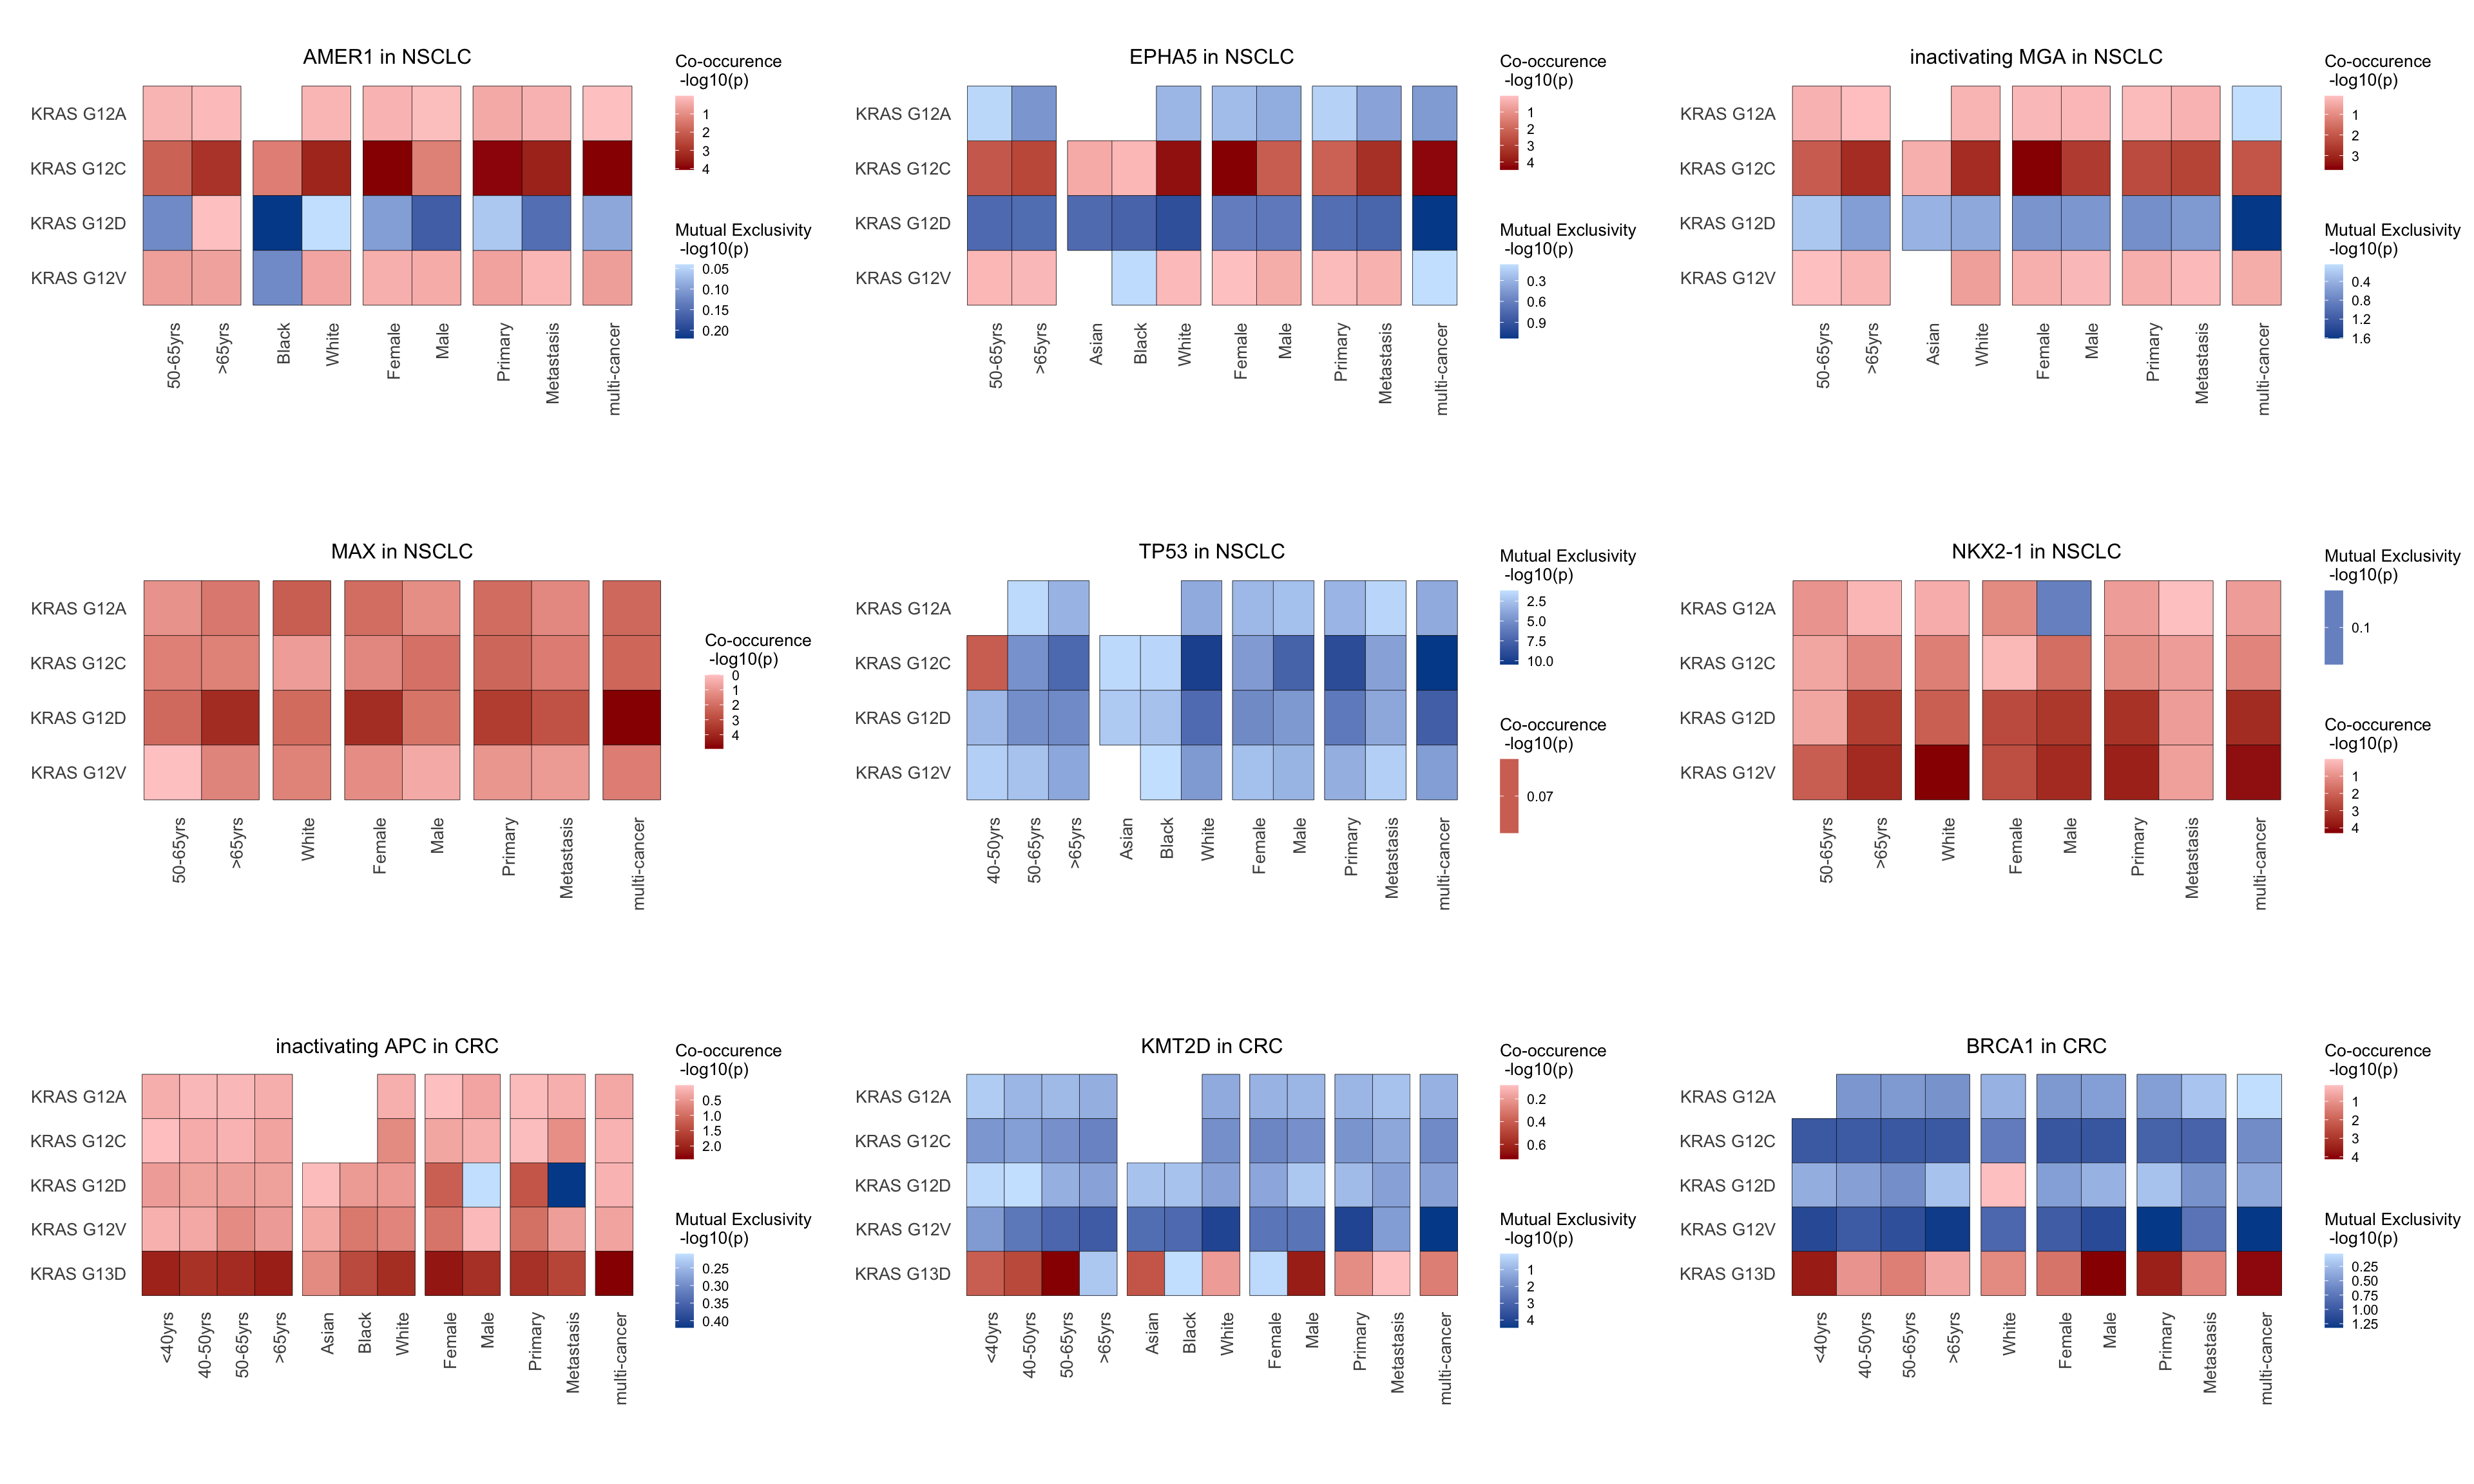 AMER1 in NSCLC
KRAS G12A
KRAS G12C
KRAS G12D
KRAS G12V
50-65yrs
>65yrs
Black
White
Female
Male
Primary
Metastasis
multi-cancer
Co-occurence
-log10(p)
1
2
3
4
Mutual Exclusivity
-log10(p)
0.05
0.10
0.15
0.20
EPHA5 in NSCLC
KRAS G12A
KRAS G12C
KRAS G12D
KRAS G12V
50-65yrs
>65yrs
Asian
Black
White
Female
Male
Primary
Metastasis
multi-cancer
Co-occurence
-log10(p)
1
2
3
4
Mutual Exclusivity
-log10(p)
0.3
0.6
0.9
inactivating MGA in NSCLC
KRAS G12A
KRAS G12C
KRAS G12D
KRAS G12V
50-65yrs
>65yrs
Asian
White
Female
Male
Primary
Metastasis
multi-cancer
Co-occurence
-log10(p)
1
2
3
Mutual Exclusivity
-log10(p)
0.4
0.8
1.2
1.6
MAX in NSCLC
KRAS G12A
KRAS G12C
KRAS G12D
KRAS G12V
50-65yrs
>65yrs
White
Female
Male
Primary
Metastasis
multi-cancer
Co-occurence
-log10(p)
0
1
2
3
4
TP53 in NSCLC
KRAS G12A
KRAS G12C
KRAS G12D
KRAS G12V
40-50yrs
50-65yrs
>65yrs
Asian
Black
White
Female
Male
Primary
Metastasis
multi-cancer
Mutual Exclusivity
-log10(p)
2.5
5.0
7.5
10.0
Co-occurence
-log10(p)
0.07
NKX2-1 in NSCLC
KRAS G12A
KRAS G12C
KRAS G12D
KRAS G12V
50-65yrs
>65yrs
White
Female
Male
Primary
Metastasis
multi-cancer
Mutual Exclusivity
-log10(p)
0.1
Co-occurence
-log10(p)
1
2
3
4
inactivating APC in CRC
KRAS G12A
KRAS G12C
KRAS G12D
KRAS G12V
KRAS G13D
<40yrs
40-50yrs
50-65yrs
>65yrs
Asian
Black
White
Female
Male
Primary
Metastasis
multi-cancer
Co-occurence
-log10(p)
0.5
1.0
1.5
2.0
Mutual Exclusivity
-log10(p)
0.25
0.30
0.35
0.40
KMT2D in CRC
KRAS G12A
KRAS G12C
KRAS G12D
KRAS G12V
KRAS G13D
<40yrs
40-50yrs
50-65yrs
>65yrs
Asian
Black
White
Female
Male
Primary
Metastasis
multi-cancer
Co-occurence
-log10(p)
0.2
0.4
0.6
Mutual Exclusivity
-log10(p)
1
2
3
4
BRCA1 in CRC
KRAS G12A
KRAS G12C
KRAS G12D
KRAS G12V
KRAS G13D
<40yrs
40-50yrs
50-65yrs
>65yrs
White
Female
Male
Primary
Metastasis
multi-cancer
Co-occurence
-log10(p)
1
2
3
4
Mutual Exclusivity
-log10(p)
0.25
0.50
0.75
1.00
1.25